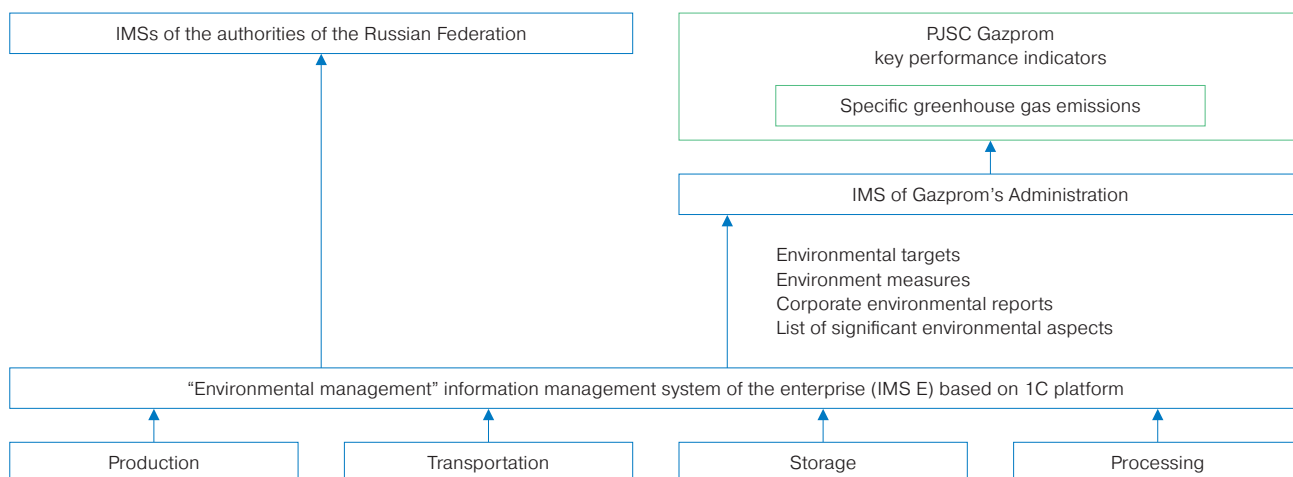 IMSs of the authorities of the Russian Federation
PJSC Gazprom
key performance indicators
Specific greenhouse gas emissions
IMS of Gazprom’s Administration
Environmental targets
Environment measures
Corporate environmental reports
List of significant environmental aspects
“Environmental management” information management system of the enterprise (IMS E) based on 1C platform
Production
Transportation
Storage
Processing